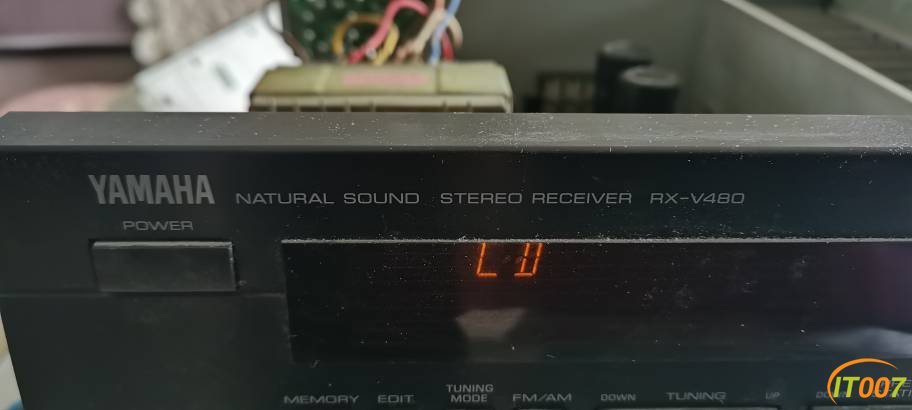 YAMAHA NATURAL SOUND STEREO RECEIVER RX-V480
POWER
LD
MEMORY EDIT TUNING MODE FM/AM DOWN TUNING UP
IT007